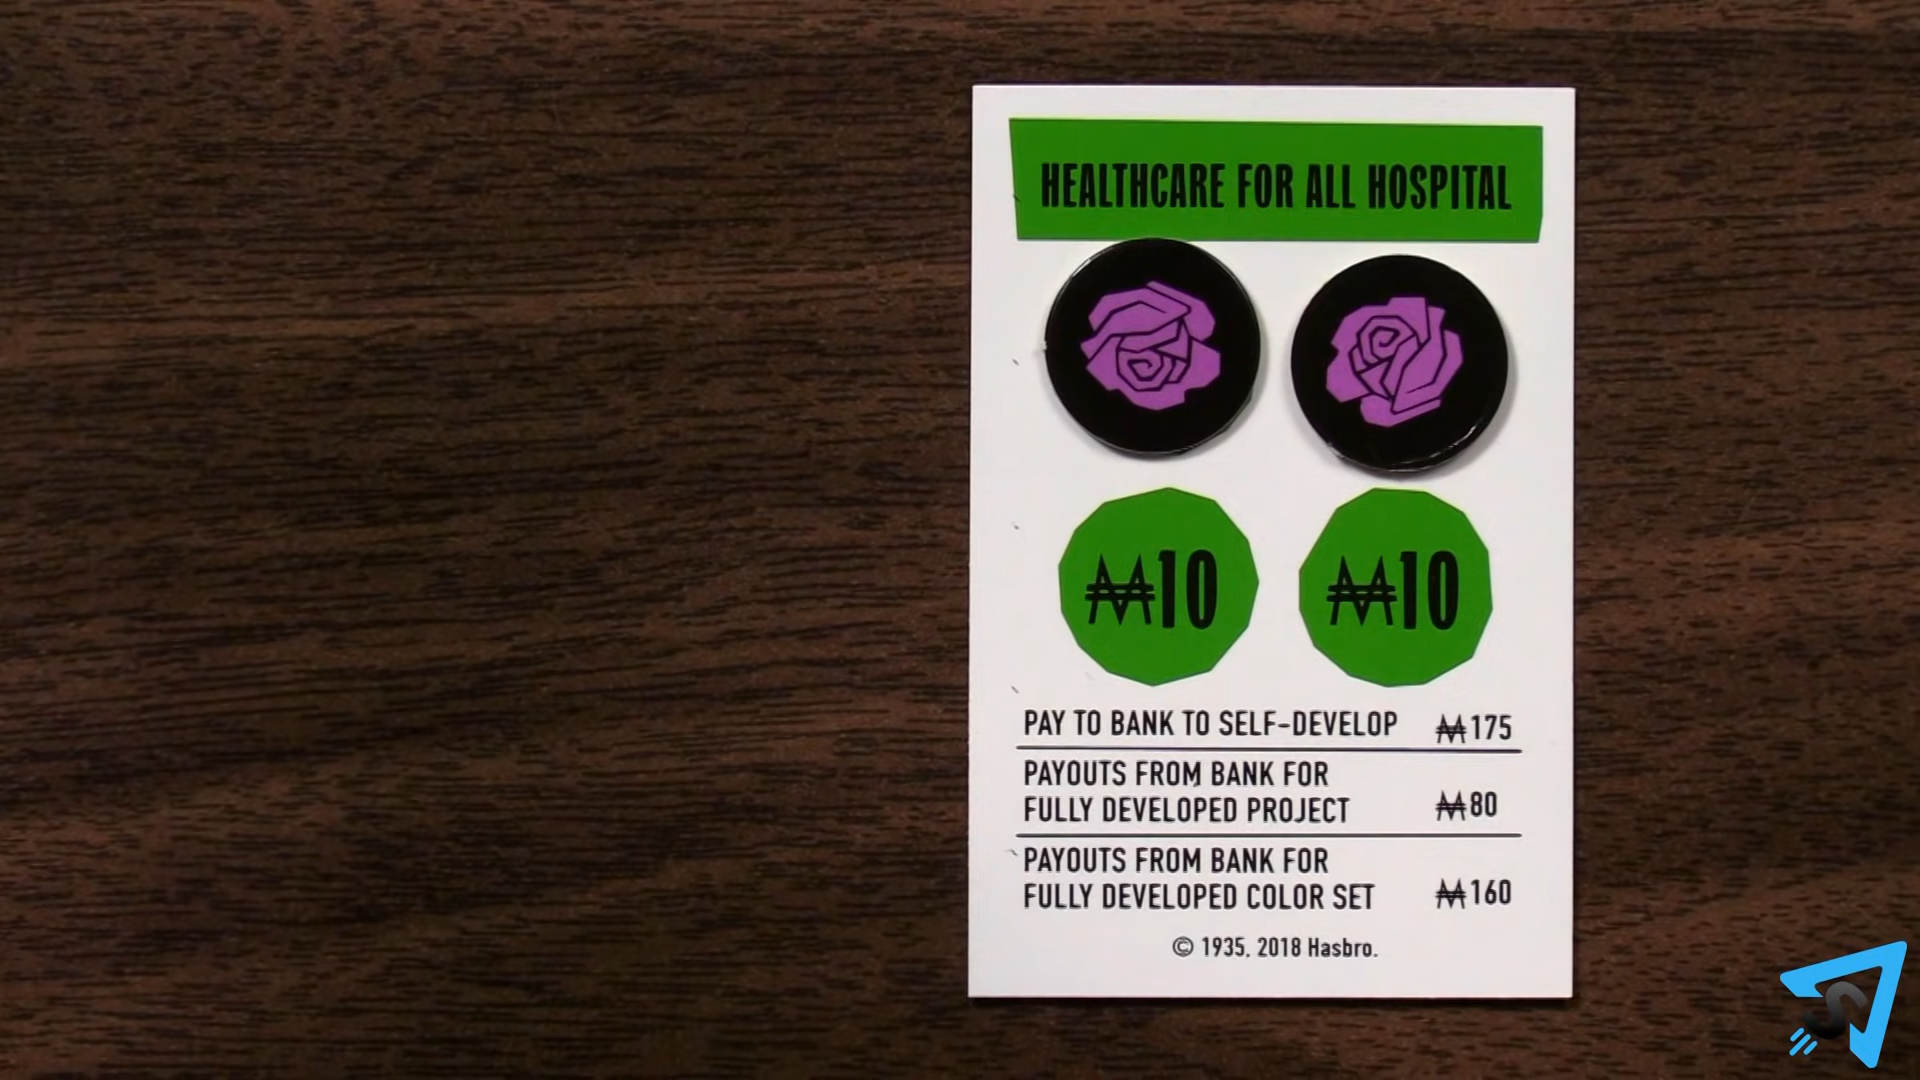 HEALTHCARE FOR ALL HOSPITAL
₩10 ₩10
PAY TO BANK TO SELF-DEVELOP ₩175
PAYOUTS FROM BANK FOR
FULLY DEVELOPED PROJECT ₩80
PAYOUTS FROM BANK FOR
FULLY DEVELOPED COLOR SET ₩160
© 1935, 2018 Hasbro.